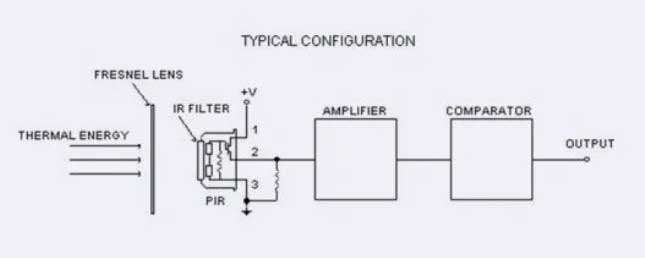 TYPICAL CONFIGURATION
FRESNEL LENS
+V
IR FILTER
AMPLIFIER
COMPARATOR
THERMAL ENERGY
1
2
OUTPUT
3
PIR